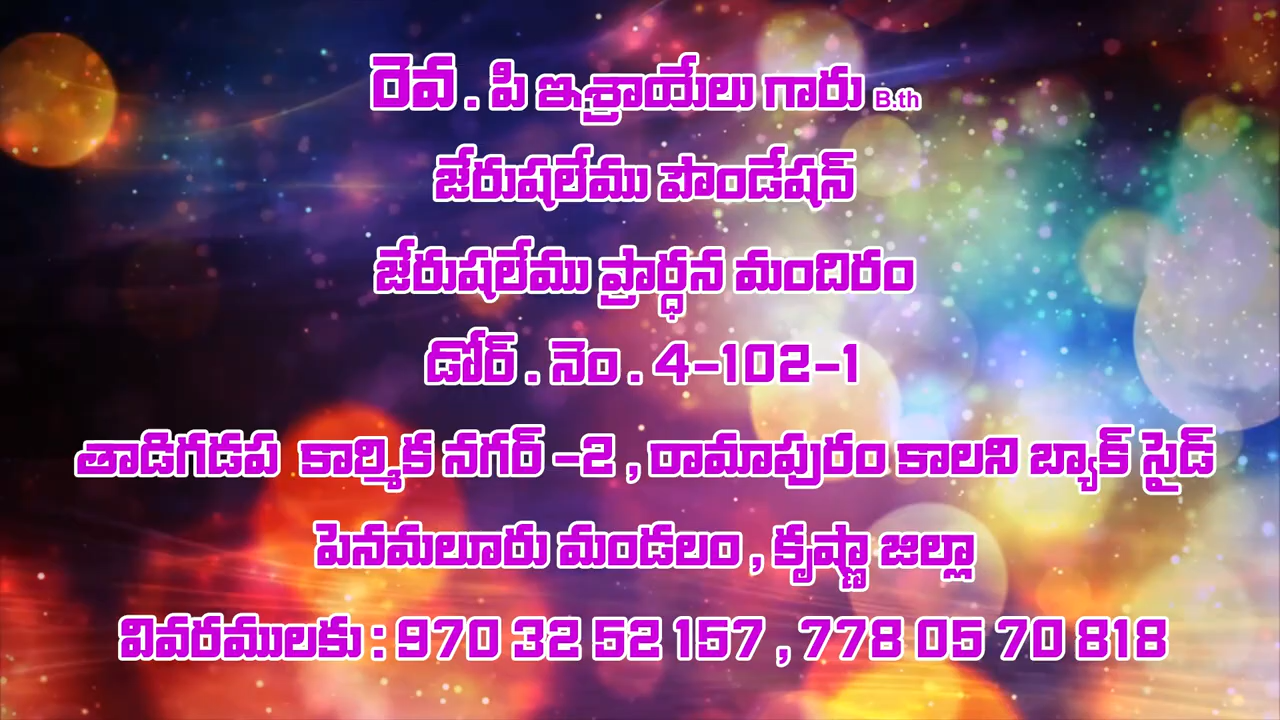 రెవ . పి ఇశ్రాయేలు గారు B.th
జేరుషలేము పౌండేషన్
జేరుషలేము ప్రార్ధన మందిరం
డోర్ . నెం . 4-102-1
తాడిగడప కార్మిక నగర్ -2 , రామాపురం కాలని బ్యాక్ సైడ్
పెనమలూరు మండలం , కృష్ణా జిల్లా
వివరములకు : 970 32 52 157 , 778 05 70 818